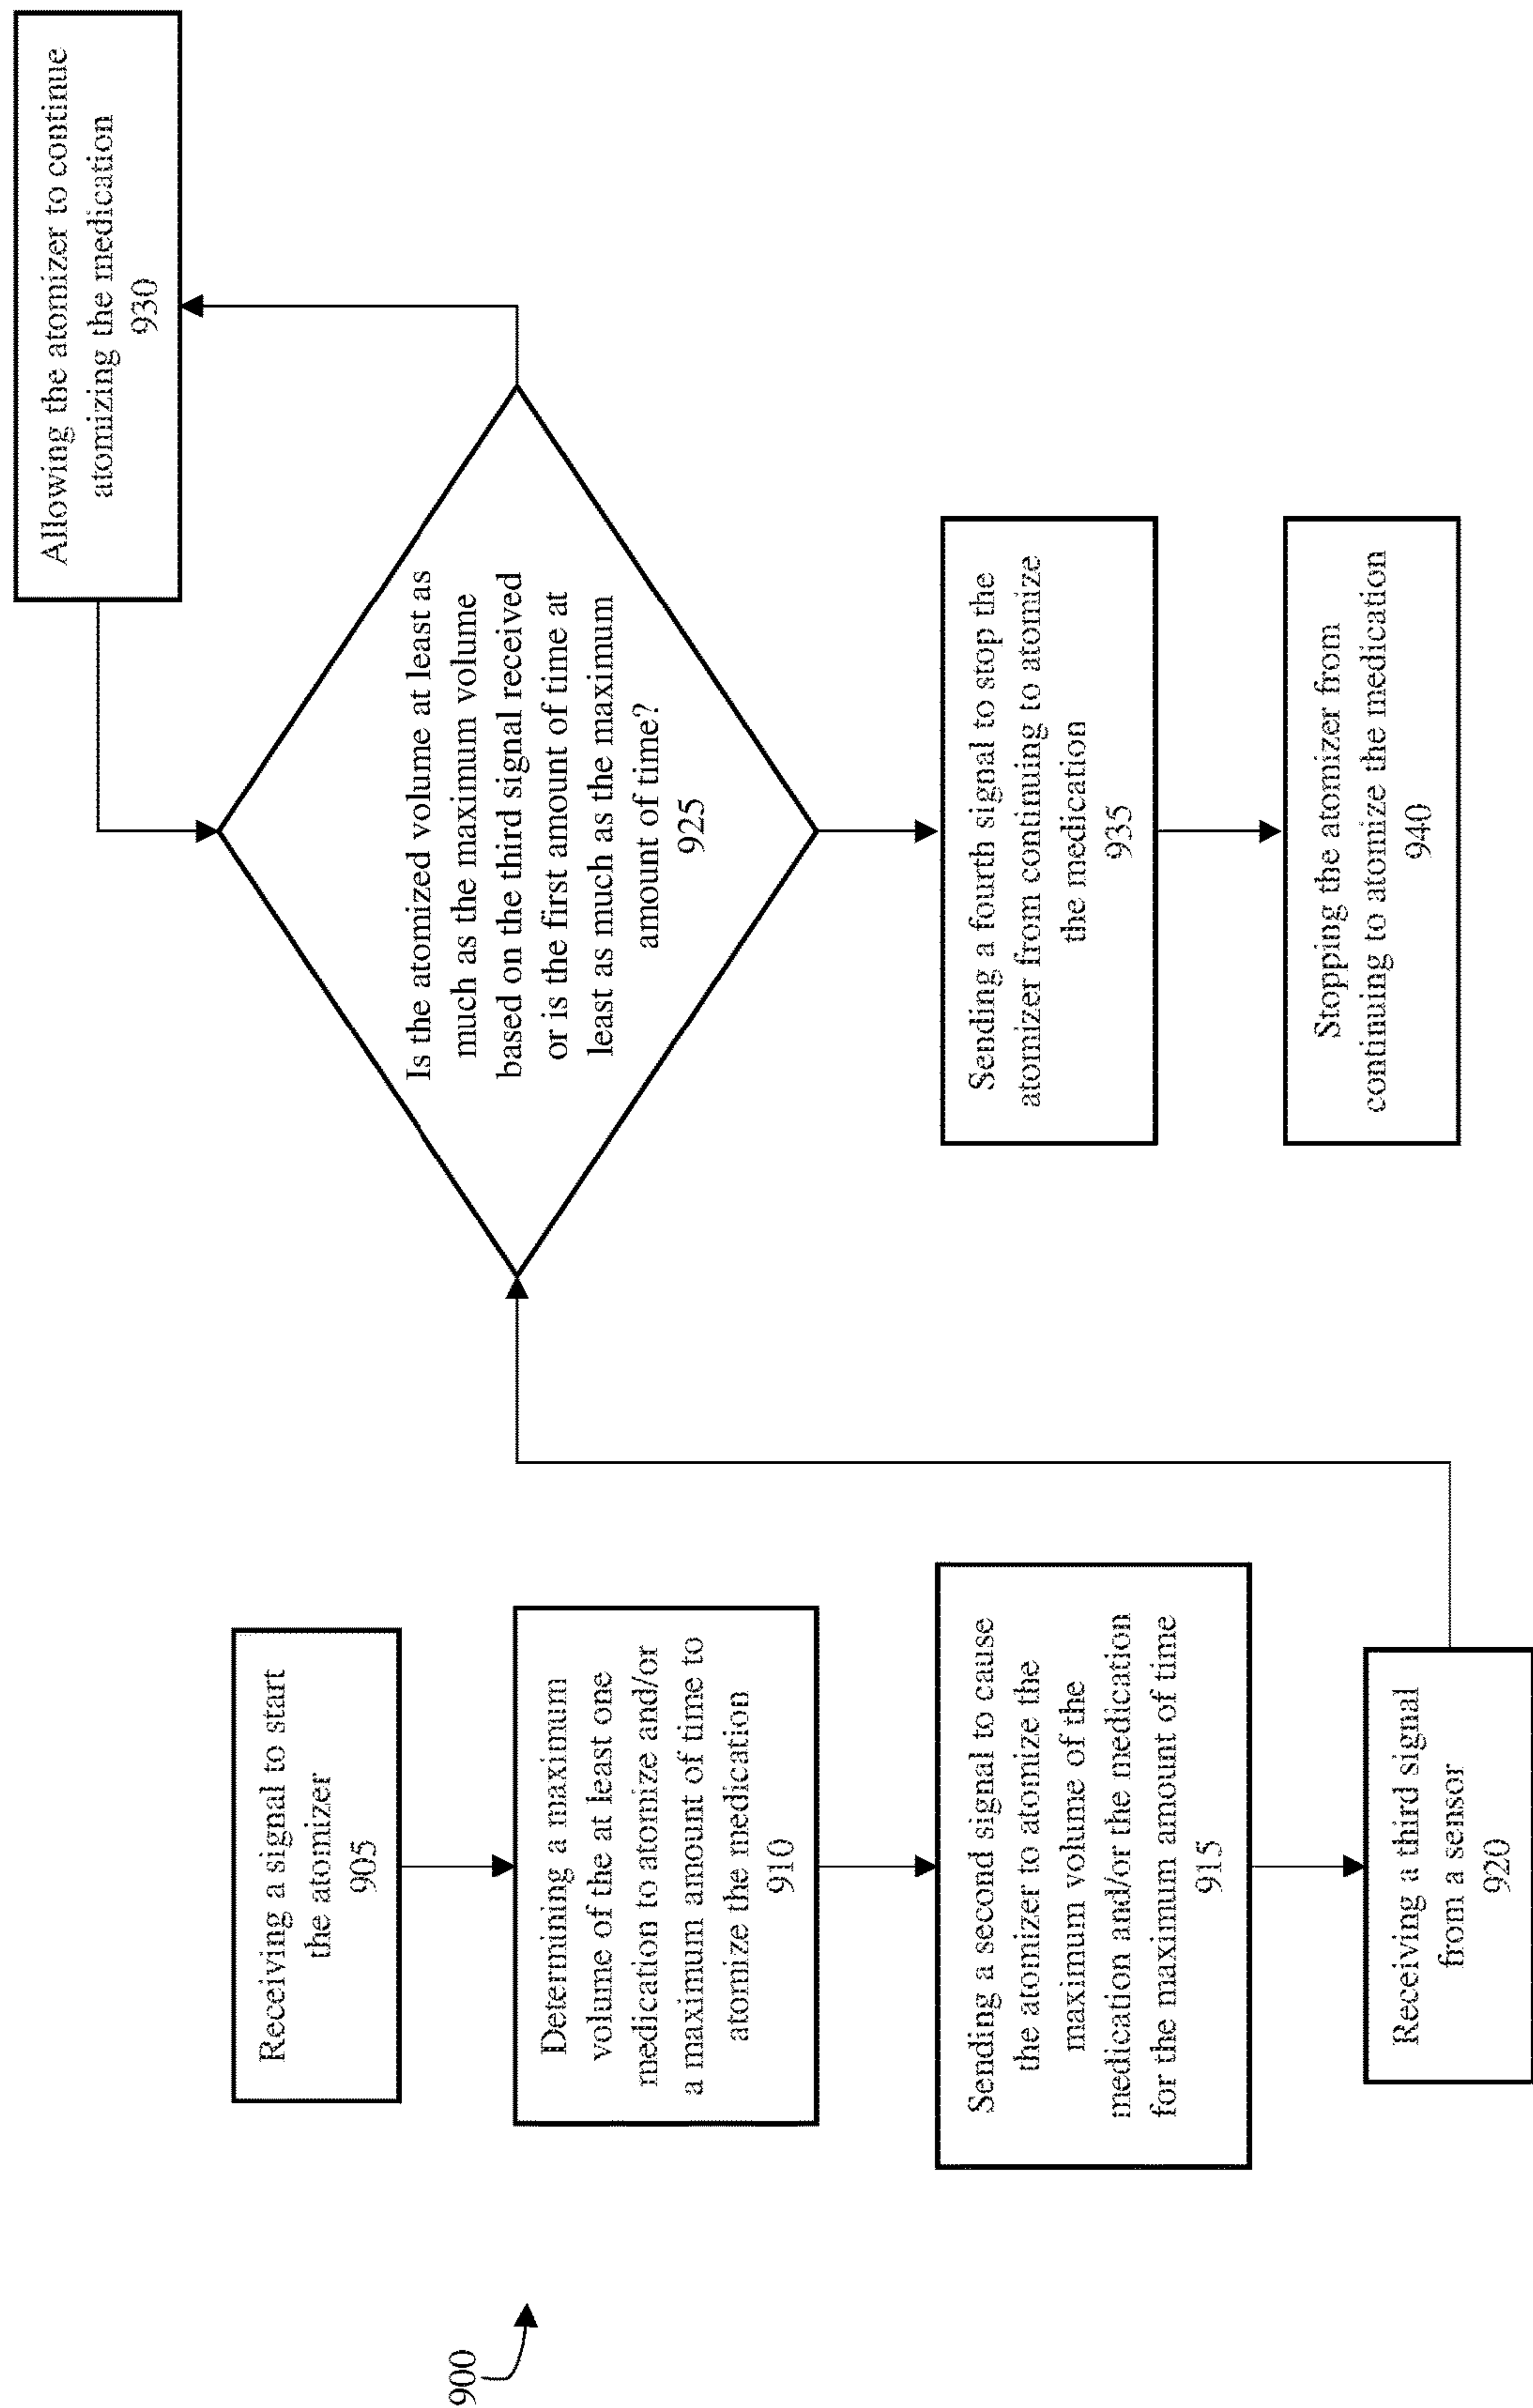 900
Receiving a signal to start
the atomizer
905
Determining a maximum
volume of the at least one
medication to atomize and/or
a maximum amount of time to
atomize the medication
910
Sending a second signal to cause
the atomizer to atomize the
maximum volume of the
medication and/or the medication
for the maximum amount of time
915
Receiving a third signal
from a sensor
920
Is the atomized volume at least as
much as the maximum volume
based on the third signal received
or is the first amount of time at
least as much as the maximum
amount of time?
925
Allowing the atomizer to continue
atomizing the medication
930
Sending a fourth signal to stop the
atomizer from continuing to atomize
the medication
935
Stopping the atomizer from
continuing to atomize the medication
940